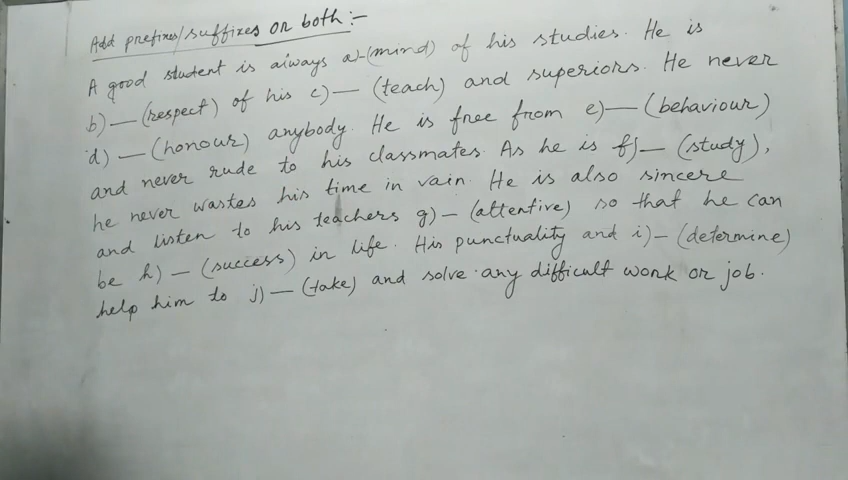 Add prefixes/suffixes or both:-
A good student is always a)-(mind) of his studies. He is
b) — (respect) of his c) — (teach) and superiors. He never
d) — (honour) anybody. He is free from e) — (behaviour)
and never rude to his classmates. As he is f) — (study),
he never wastes his time in vain. He is also sincere
and listen to his teachers g) — (attentive) so that he can
be h) — (success) in life. His punctuality and i) — (determine)
help him to j) — (take) and solve any difficult work or job.